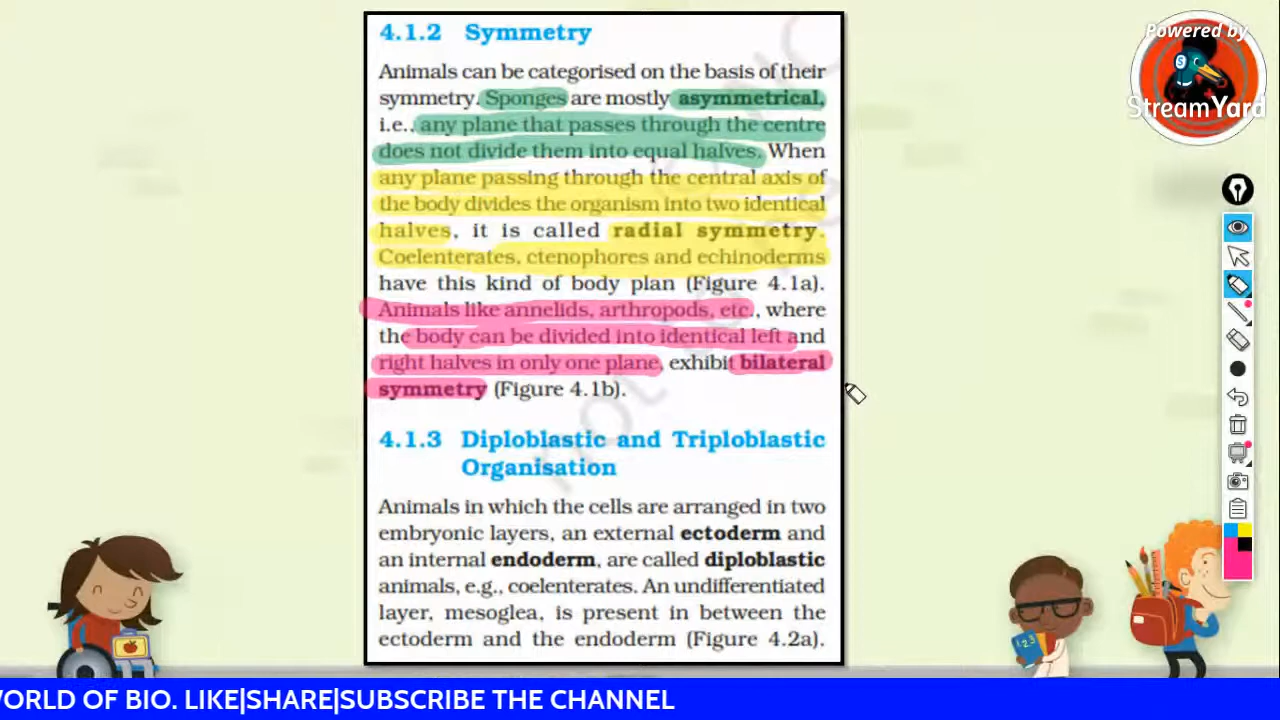 4.1.2 Symmetry
Animals can be categorised on the basis of their
symmetry. Sponges are mostly asymmetrical,
i.e., any plane that passes through the centre
does not divide them into equal halves. When
any plane passing through the central axis of
the body divides the organism into two identical
halves, it is called radial symmetry.
Coelenterates, ctenophores and echinoderms
have this kind of body plan (Figure 4.1a).
Animals like annelids, arthropods, etc., where
the body can be divided into identical left and
right halves in only one plane, exhibit bilateral
symmetry (Figure 4.1b).
4.1.3 Diploblastic and Triploblastic
Organisation
Animals in which the cells are arranged in two
embryonic layers, an external ectoderm and
an internal endoderm, are called diploblastic
animals, e.g., coelenterates. An undifferentiated
layer, mesoglea, is present in between the
ectoderm and the endoderm (Figure 4.2a).
Powered by
S
StreamYard
123
WORLD OF BIO. LIKE|SHARE|SUBSCRIBE THE CHANNEL